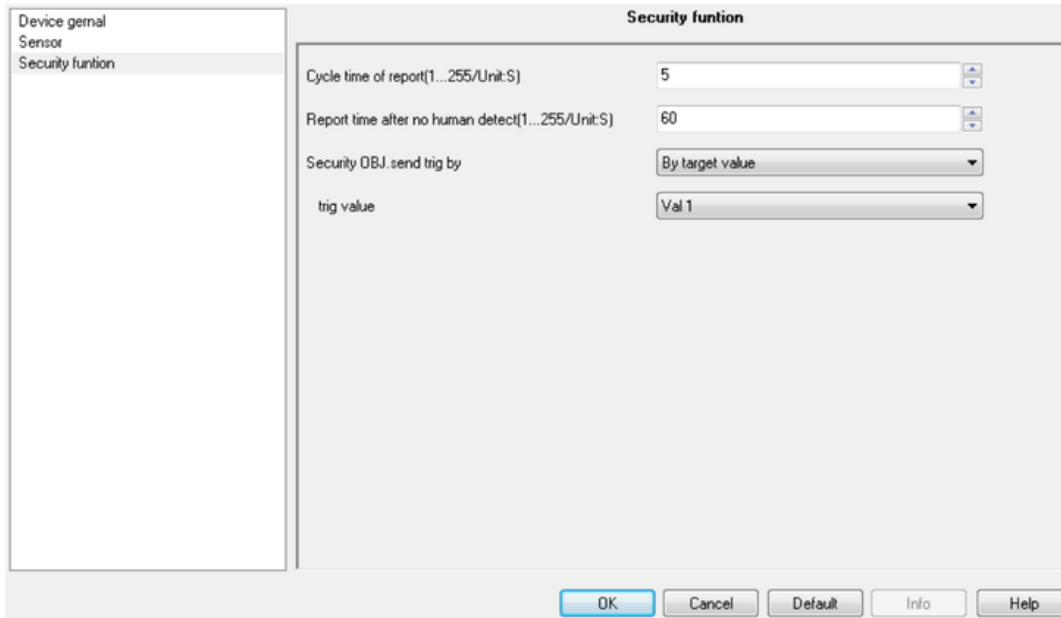 Device gernal
Sensor
Security funtion
Security funtion
Cycle time of report(1...255/Unit:S)
5
Report time after no human detect(1...255/Unit:S)
60
Security OBJ.send trig by
By target value
trig value
Val 1
OK
Cancel
Default
Info
Help